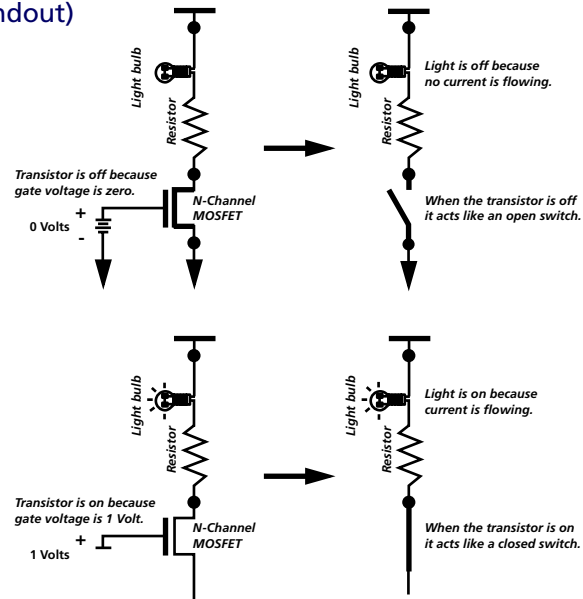 ndout)
Light bulb
Resistor
Transistor is off because
gate voltage is zero.
+
0 Volts
-
N-Channel
MOSFET
Light bulb
Resistor
Light is off because
no current is flowing.
When the transistor is off
it acts like an open switch.
Light bulb
Resistor
Transistor is on because
gate voltage is 1 Volt.
+
1 Volts
N-Channel
MOSFET
Light bulb
Resistor
Light is on because
current is flowing.
When the transistor is on
it acts like a closed switch.